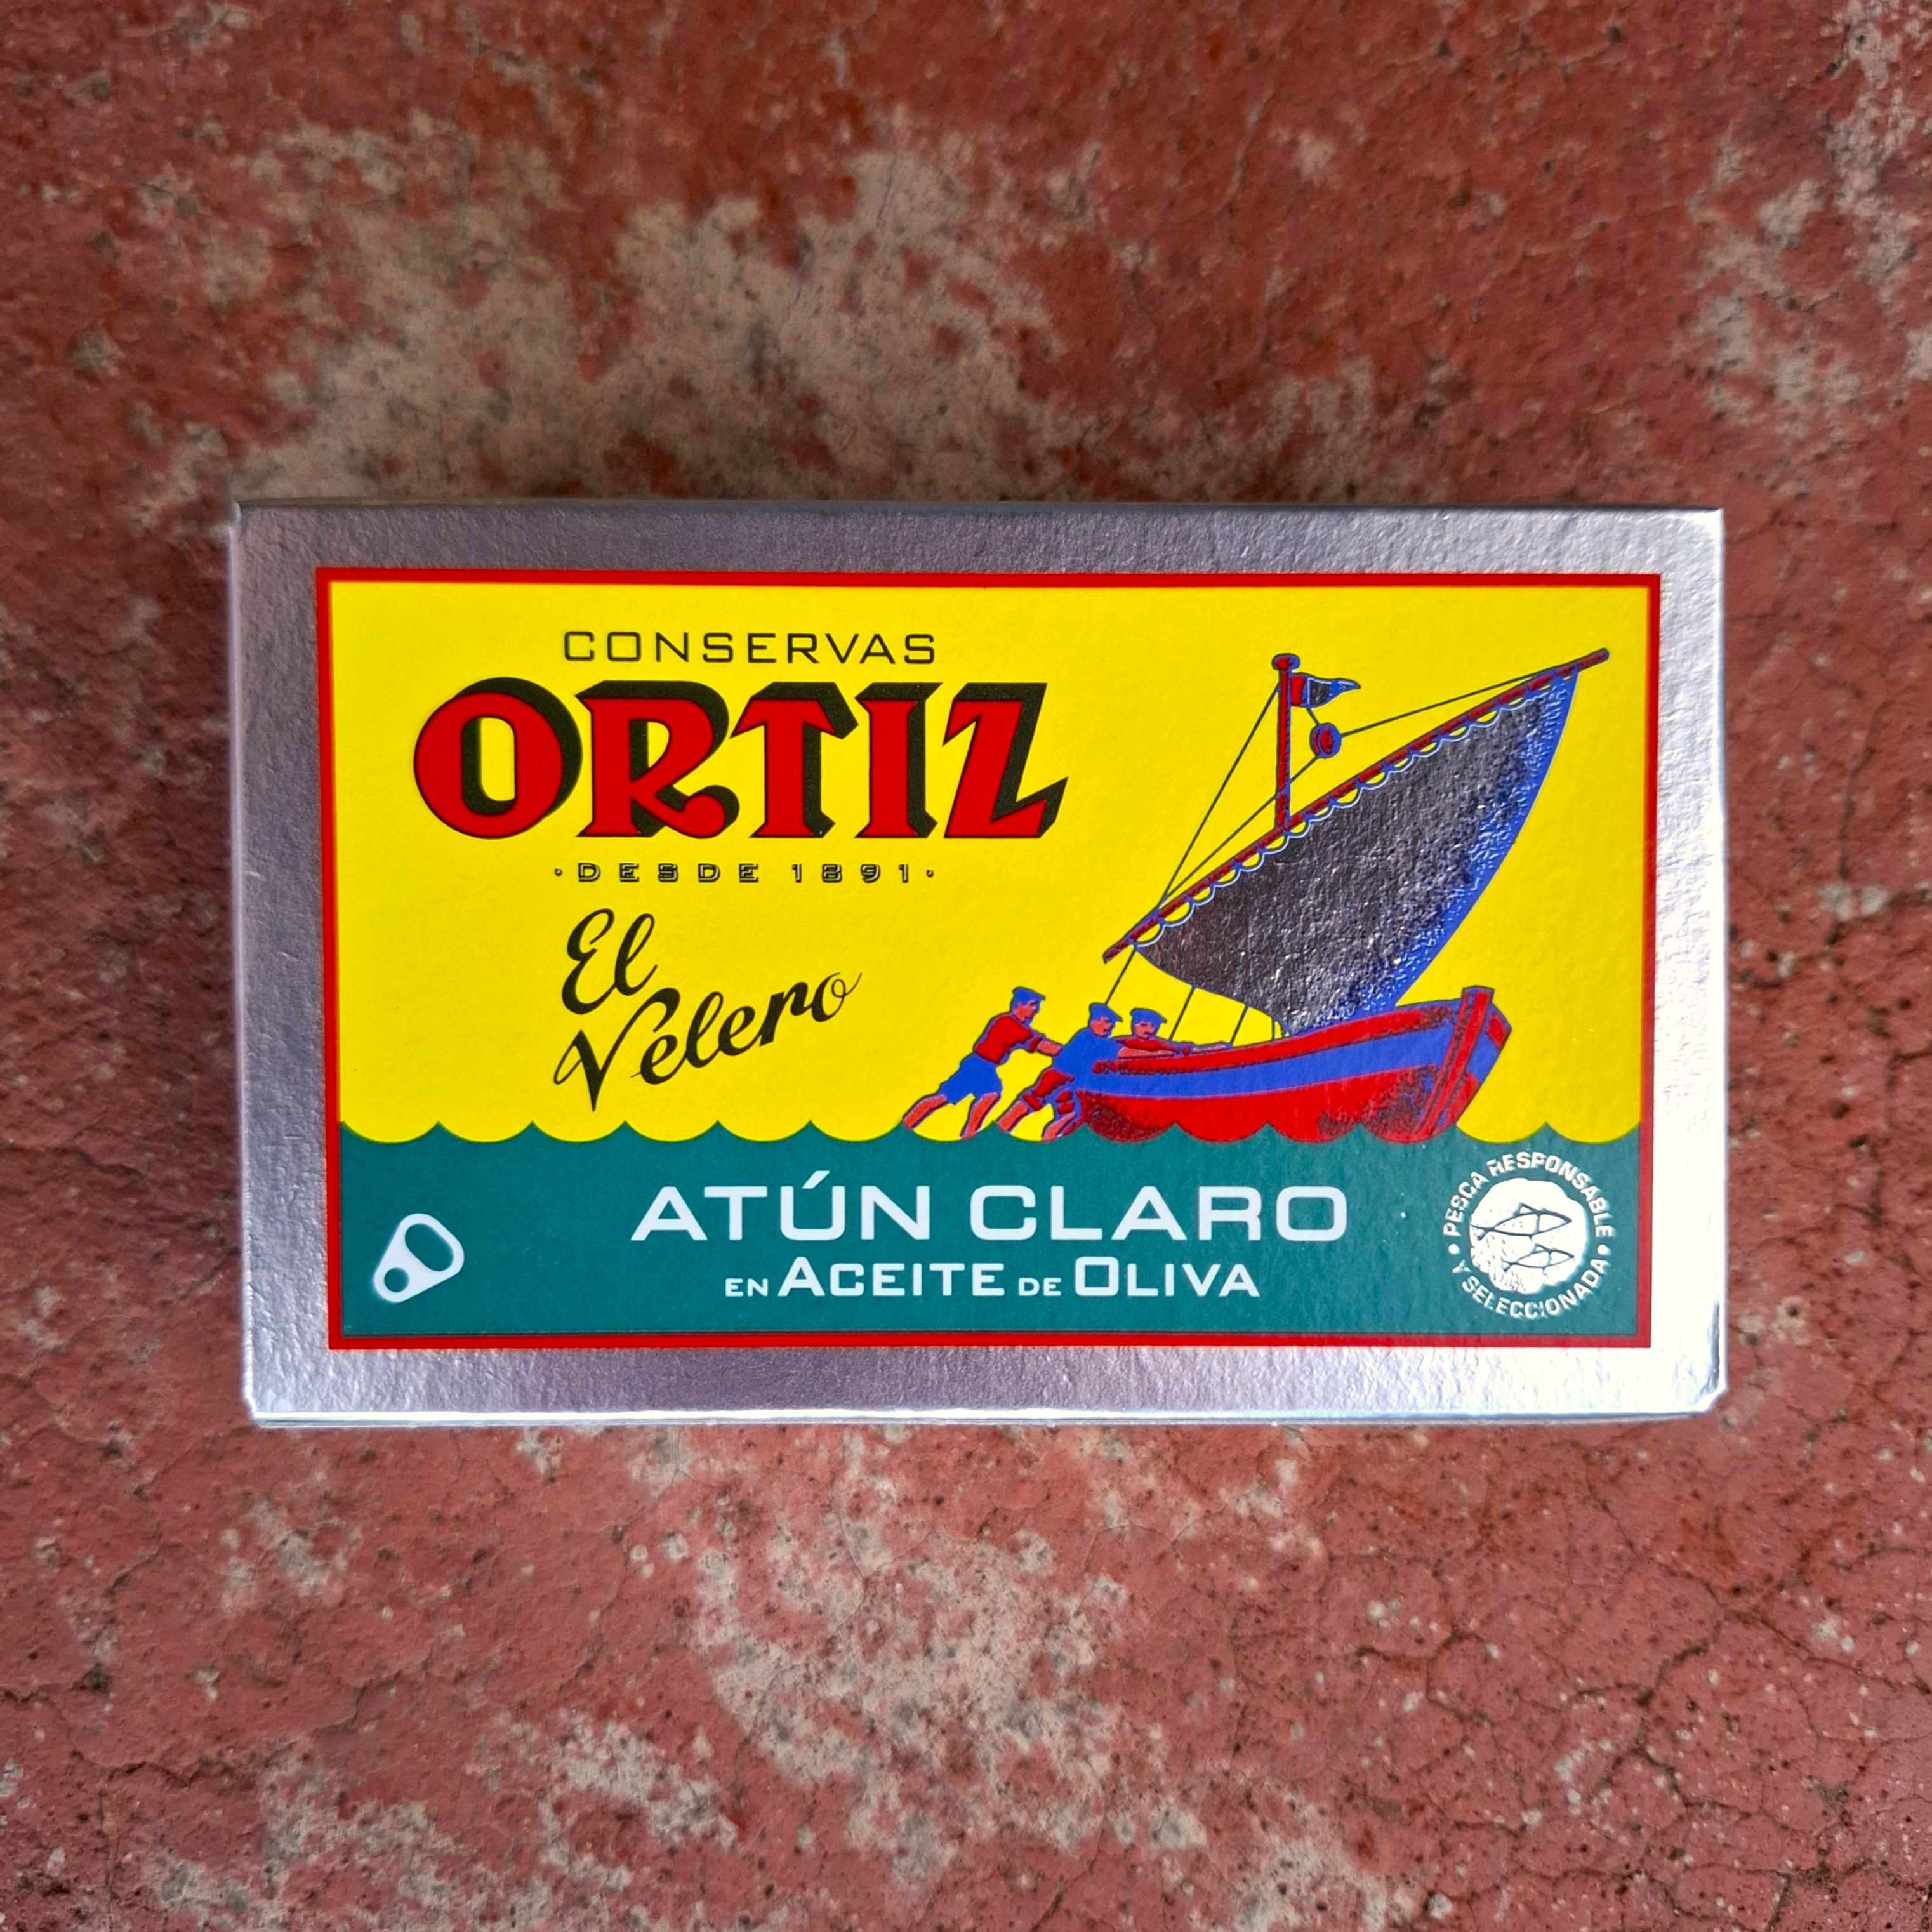 CONSERVAS
ORTIZ
·DESDE 1891·
El
Velero
ATÚN CLARO
EN ACEITE DE OLIVA
• PESCA RESPONSABLE •
Y SELECCIONADA